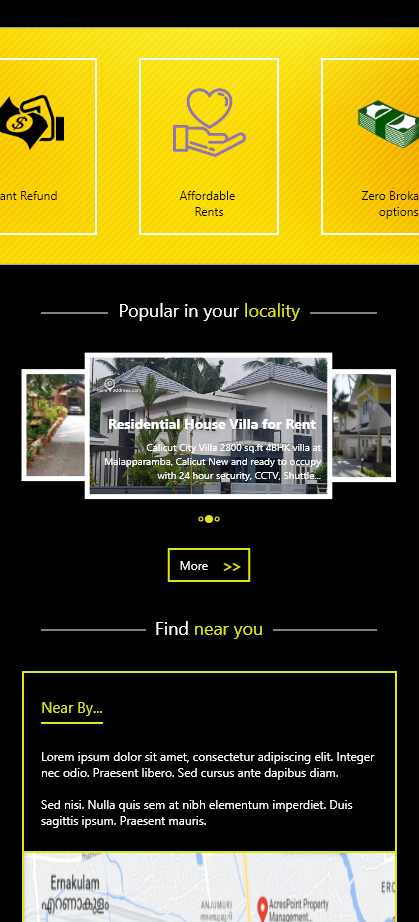 ant Refund
Affordable
Rents
Zero Broka
options
Popular in your locality
address.com
Residential House Villa for Rent
Calicut City Villa 2800 sq.ft 4BHK villa at
Malapparamba, Calicut New and ready to occupy
with 24 hour security, CCTV, Shuttle...
More >>
Find near you
Near By...
Lorem ipsum dolor sit amet, consectetur adipiscing elit. Integer
nec odio. Praesent libero. Sed cursus ante dapibus diam.
Sed nisi. Nulla quis sem at nibh elementum imperdiet. Duis
sagittis ipsum. Praesent mauris.
Ernakulam
എറണാകുളം
ANJUMURI
അഞ്ചുമുറി
ERO
AcresPoint Property
Management...